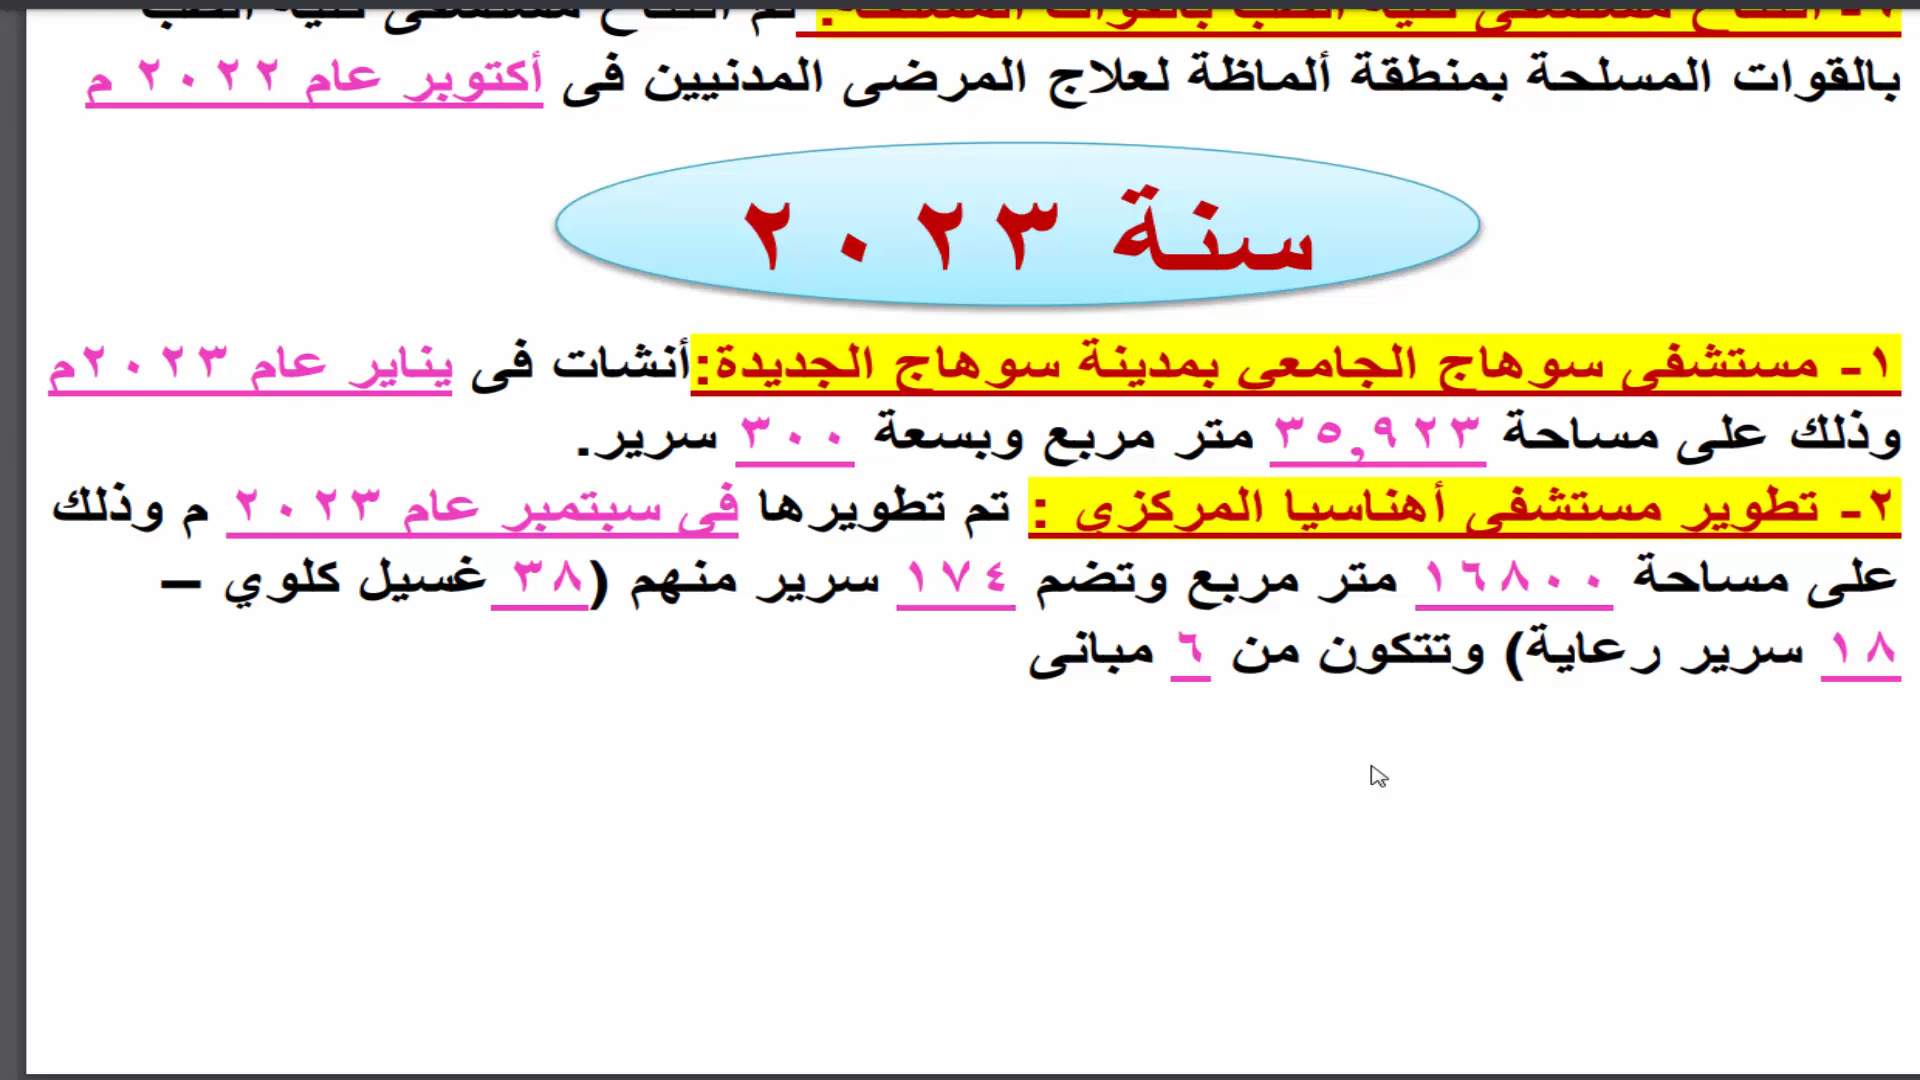 بالقوات المسلحة بمنطقة ألماظة لعلاج المرضى المدنيين فى أكتوبر عام ٢٠٢٢ م
سنة ٢٠٢٣
١- مستشفى سوهاج الجامعى بمدينة سوهاج الجديدة:أنشات فى يناير عام ٢٠٢٣م
وذلك على مساحة ٣٥,٩٢٣ متر مربع وبسعة ٣٠٠ سرير.
٢- تطوير مستشفى أهناسيا المركزي : تم تطويرها فى سبتمبر عام ٢٠٢٣ م وذلك
على مساحة ١٦٨٠٠ متر مربع وتضم ١٧٤ سرير منهم (٣٨ غسيل كلوي –
١٨ سرير رعاية) وتتكون من ٦ مبانى